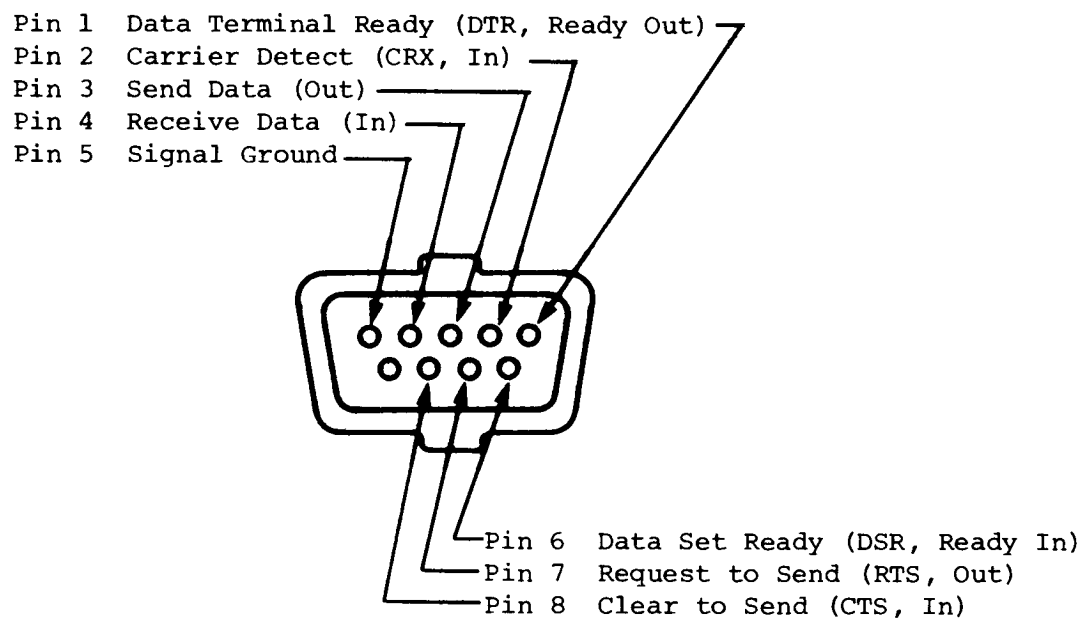 Pin 1  Data Terminal Ready (DTR, Ready Out)
Pin 2  Carrier Detect (CRX, In)
Pin 3  Send Data (Out)
Pin 4  Receive Data (In)
Pin 5  Signal Ground
Pin 6  Data Set Ready (DSR, Ready In)
Pin 7  Request to Send (RTS, Out)
Pin 8  Clear to Send (CTS, In)